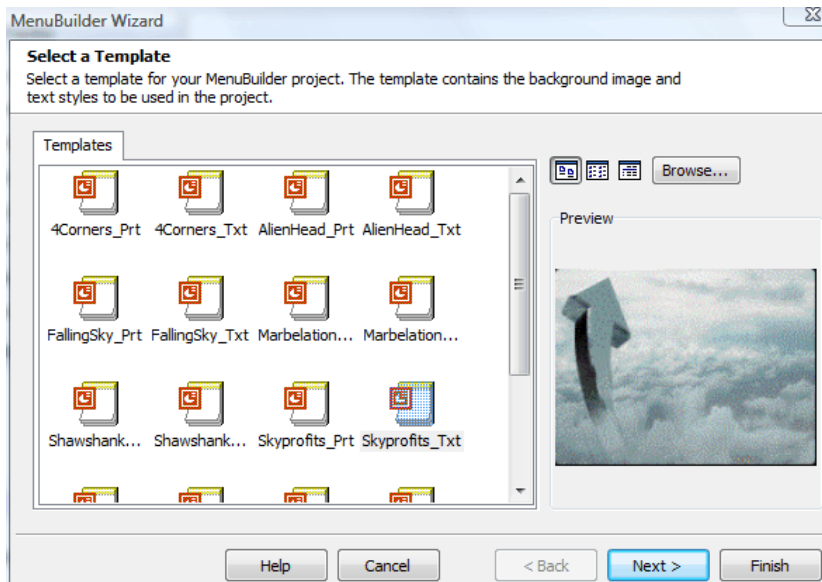 MenuBuilder Wizard
Select a Template
Select a template for your MenuBuilder project. The template contains the background image and
text styles to be used in the project.
Templates
Browse...
4Corners_Prt 4Corners_Txt AlienHead_Prt AlienHead_Txt
Preview
FallingSky_Prt FallingSky_Txt Marbelation... Marbelation...
Shawshank... Shawshank... Skyprofits_Prt Skyprofits_Txt
Help Cancel < Back Next > Finish